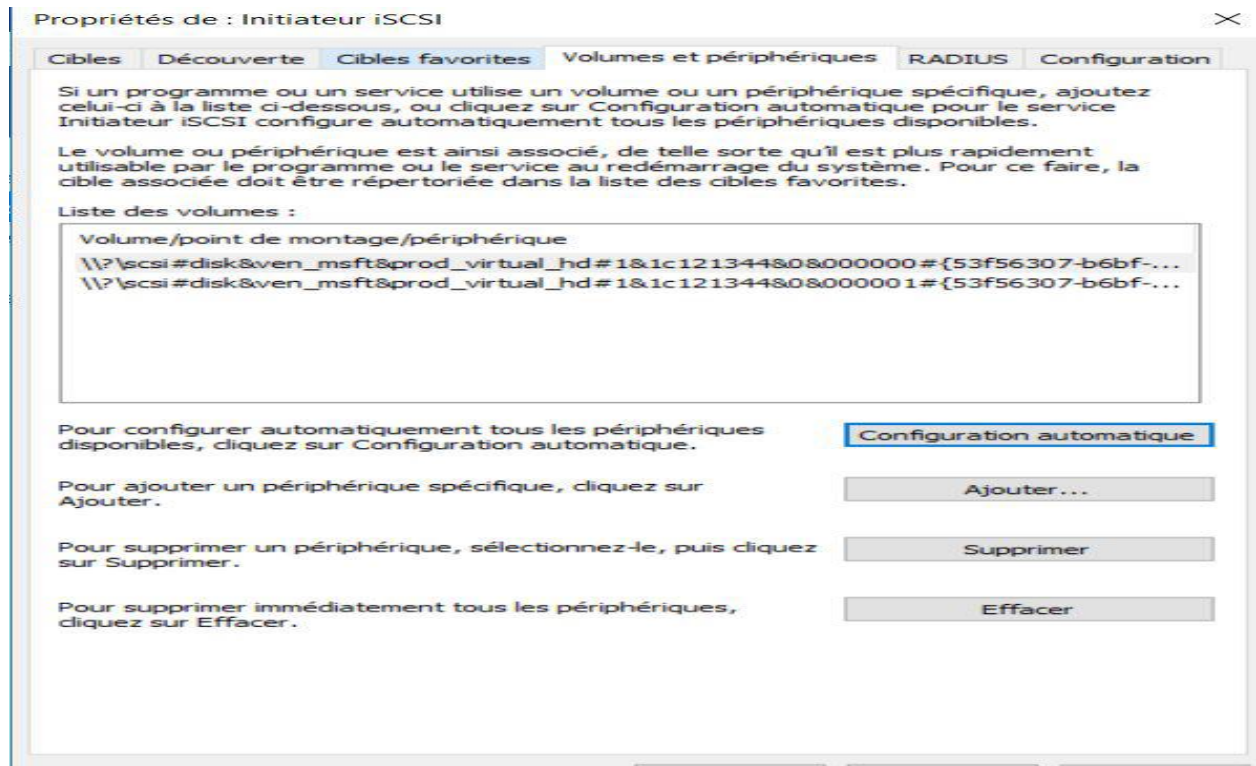 Propriétés de : Initiateur iSCSI
Cibles Découverte Cibles favorites Volumes et périphériques RADIUS Configuration
Si un programme ou un service utilise un volume ou un périphérique spécifique, ajoutez
celui-ci à la liste ci-dessous, ou cliquez sur Configuration automatique pour le service
Initiateur iSCSI configure automatiquement tous les périphériques disponibles.
Le volume ou périphérique est ainsi associé, de telle sorte qu'il est plus rapidement
utilisable par le programme ou le service au redémarrage du système. Pour ce faire, la
cible associée doit être répertoriée dans la liste des cibles favorites.
Liste des volumes :
Volume/point de montage/périphérique
\\?\scsi#disk&ven_msft&prod_virtual_hd#1&1c121344&0&000000#{53f56307-b6bf-...
\\?\scsi#disk&ven_msft&prod_virtual_hd#1&1c121344&0&000001#{53f56307-b6bf-...
Pour configurer automatiquement tous les périphériques
disponibles, cliquez sur Configuration automatique.
Configuration automatique
Pour ajouter un périphérique spécifique, cliquez sur
Ajouter.
Ajouter...
Pour supprimer un périphérique, sélectionnez-le, puis cliquez
sur Supprimer.
Supprimer
Pour supprimer immédiatement tous les périphériques,
cliquez sur Effacer.
Effacer